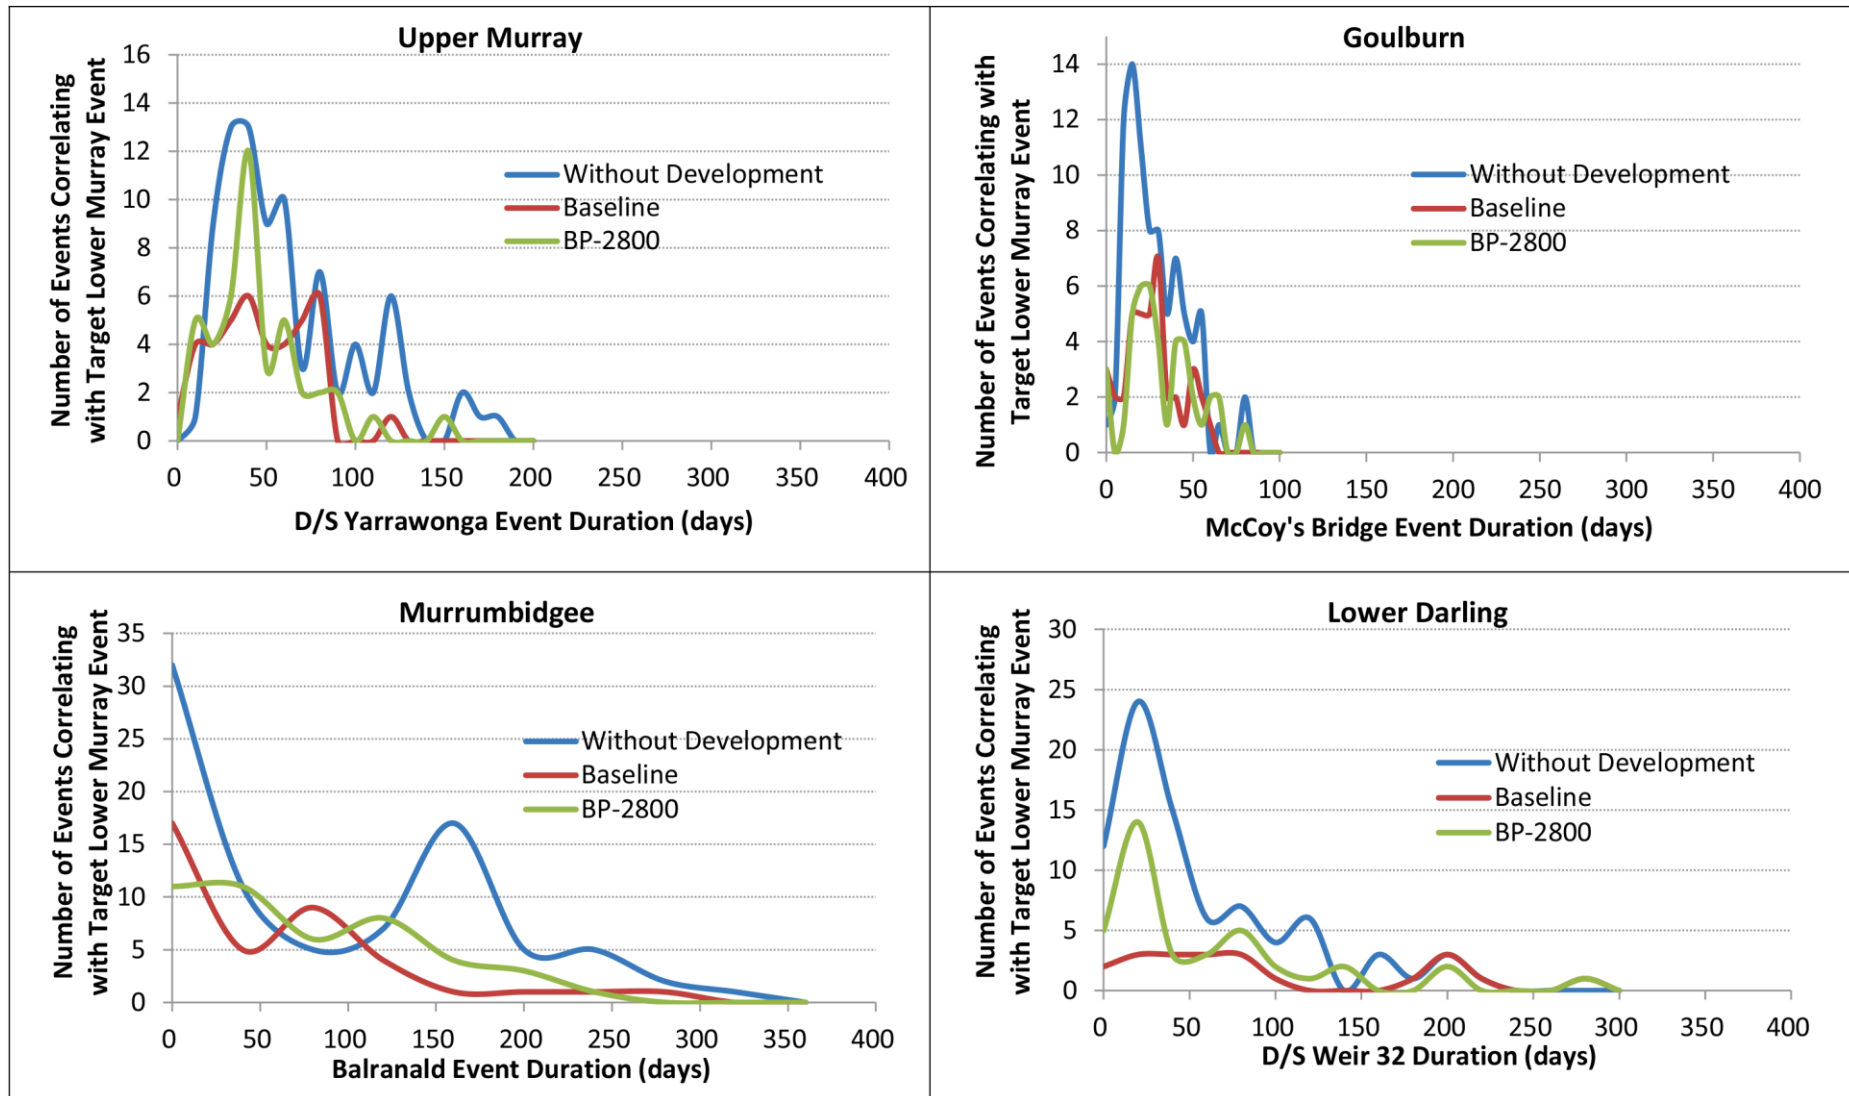 Upper Murray
Number of Events Correlating
with Target Lower Murray Event
16
14
12
10
8
6
4
2
0
Without Development
Baseline
BP-2800
0 50 100 150 200 250 300 350 400
D/S Yarrawonga Event Duration (days)
Goulburn
Number of Events Correlating with
Target Lower Murray Event
14
12
10
8
6
4
2
0
Without Development
Baseline
BP-2800
0 50 100 150 200 250 300 350 400
McCoy's Bridge Event Duration (days)
Murrumbidgee
Number of Events Correlating
with Target Lower Murray Event
35
30
25
20
15
10
5
0
Without Development
Baseline
BP-2800
0 50 100 150 200 250 300 350 400
Balranald Event Duration (days)
Lower Darling
Number of Events Correlating
with Target Lower Murray Event
30
25
20
15
10
5
0
Without Development
Baseline
BP-2800
0 50 100 150 200 250 300 350 400
D/S Weir 32 Duration (days)